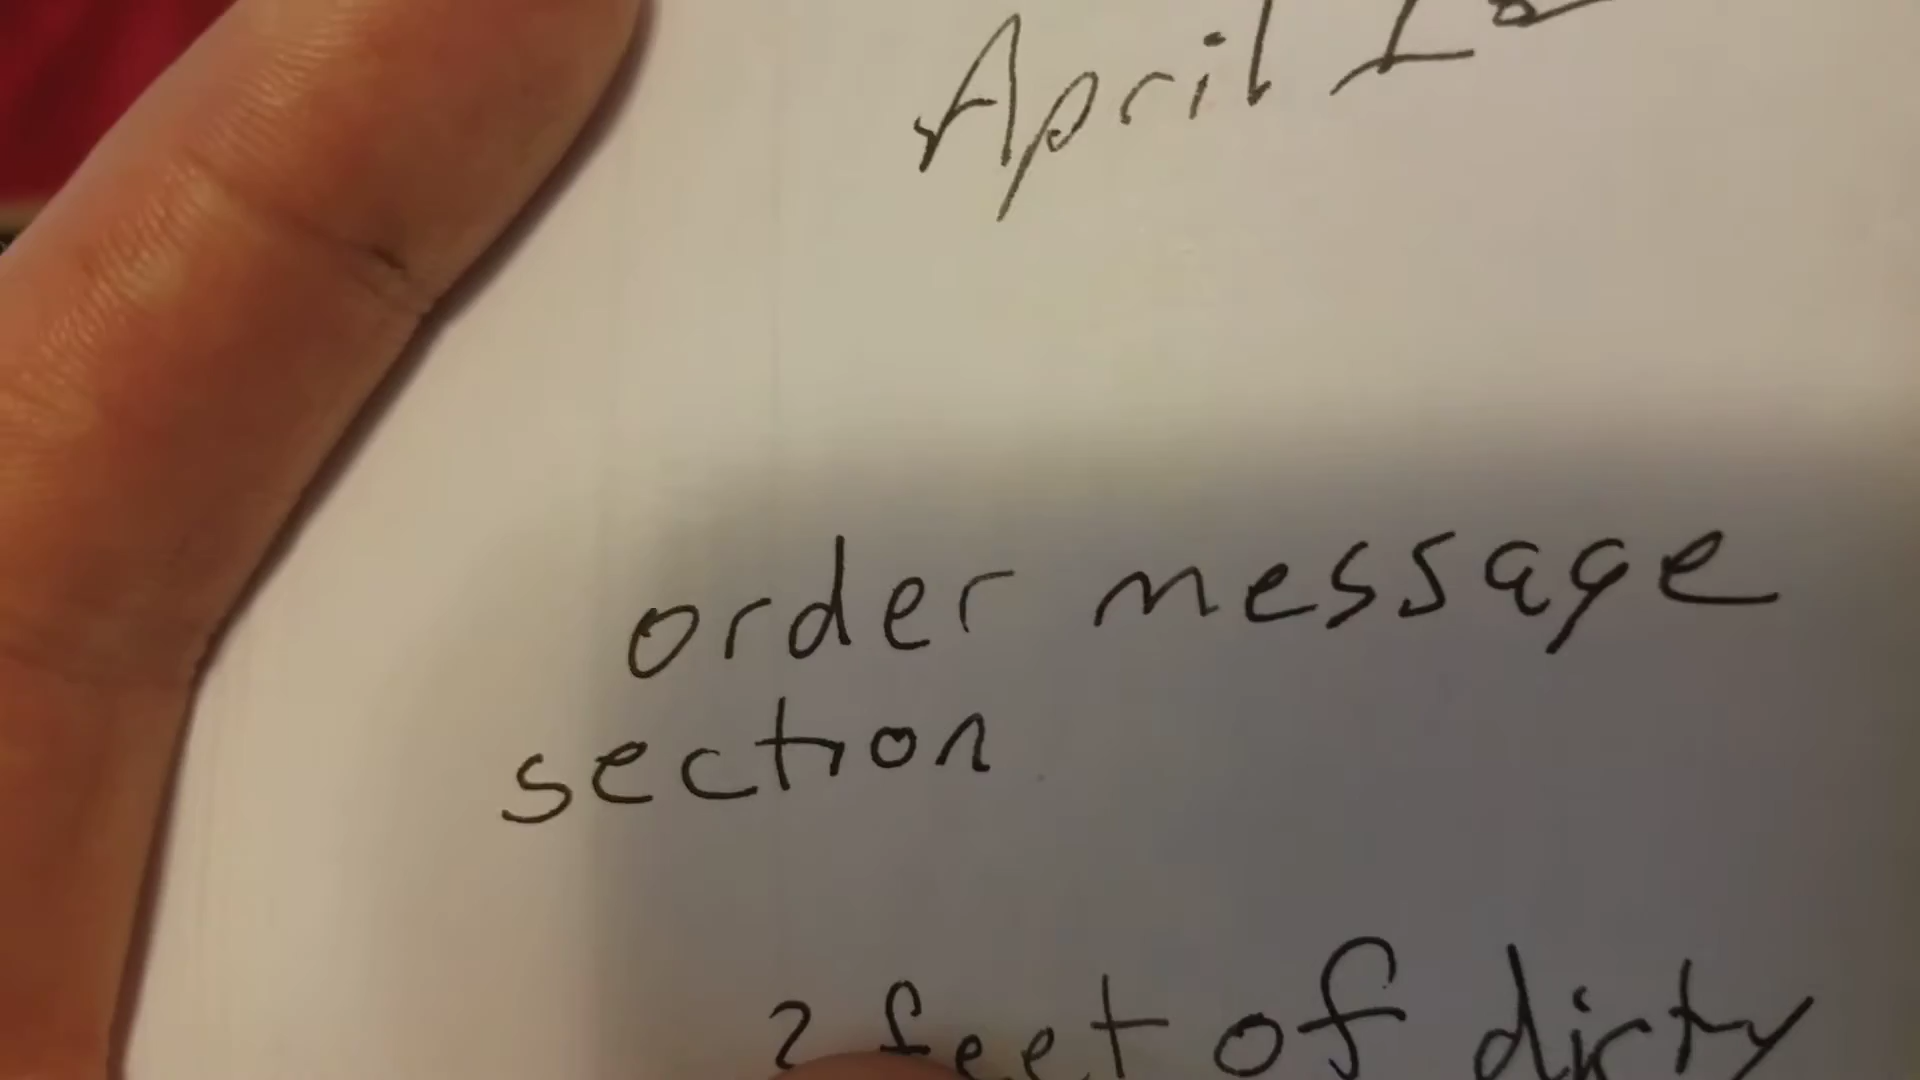 April
order message
section
2 feet of dirty